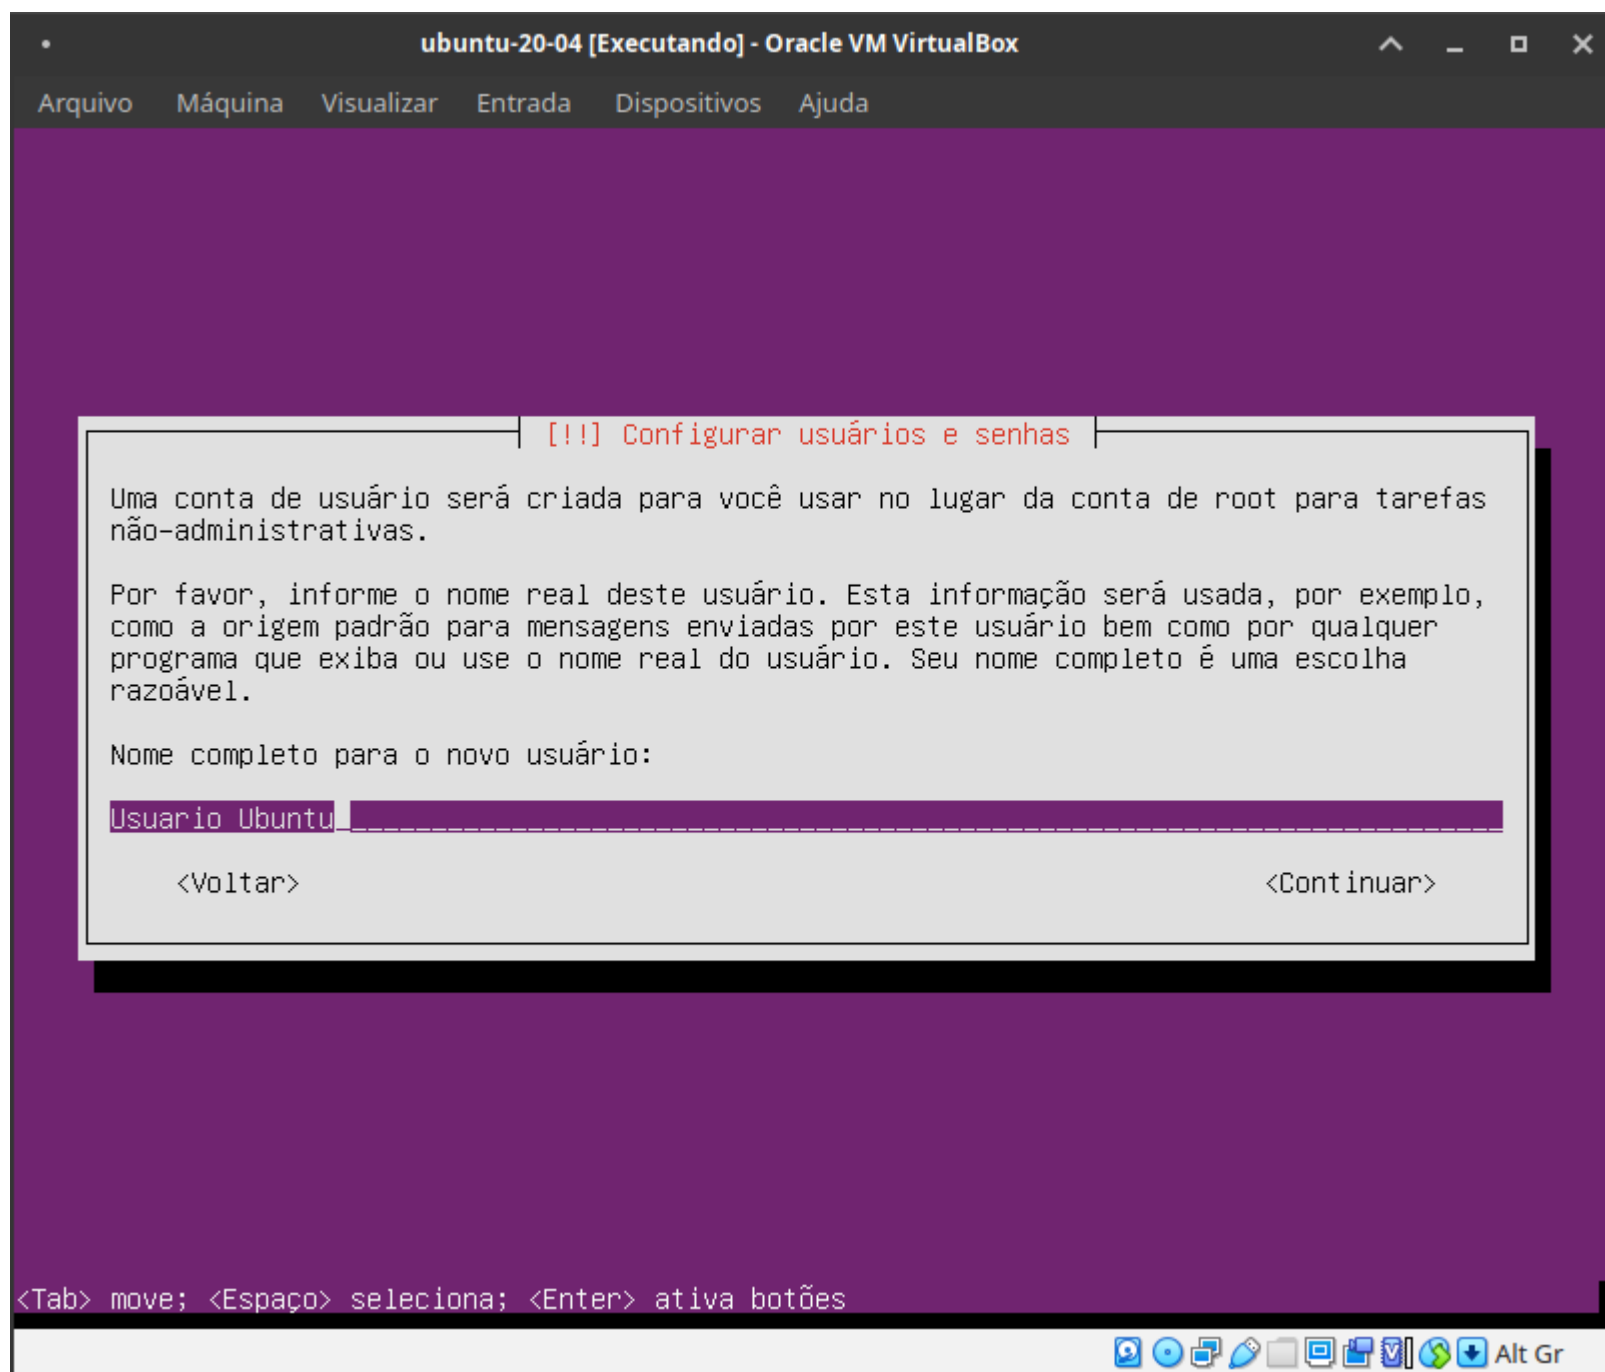 ubuntu-20-04 [Executando] - Oracle VM VirtualBox
Arquivo Máquina Visualizar Entrada Dispositivos Ajuda
[!!] Configurar usuários e senhas
Uma conta de usuário será criada para você usar no lugar da conta de root para tarefas
não-administrativas.
Por favor, informe o nome real deste usuário. Esta informação será usada, por exemplo,
como a origem padrão para mensagens enviadas por este usuário bem como por qualquer
programa que exiba ou use o nome real do usuário. Seu nome completo é uma escolha
razoável.
Nome completo para o novo usuário:
Usuario Ubuntu
<Voltar> <Continuar>
<Tab> move; <Espaço> seleciona; <Enter> ativa botões
Alt Gr